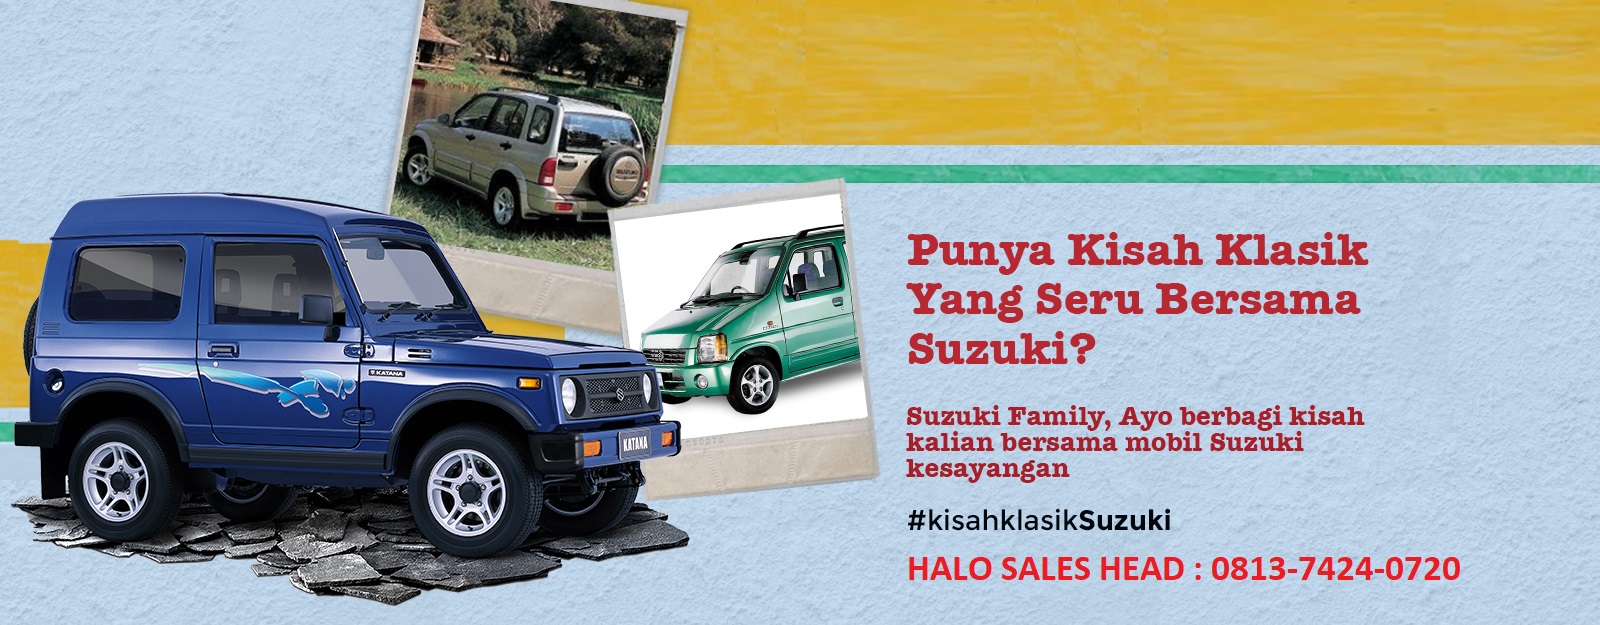 Punya Kisah Klasik
Yang Seru Bersama
Suzuki?
Suzuki Family, Ayo berbagi kisah
kalian bersama mobil Suzuki
kesayangan
#kisahklasikSuzuki
HALO SALES HEAD : 0813-7424-0720
KATANA
KATANA
SUZUKI